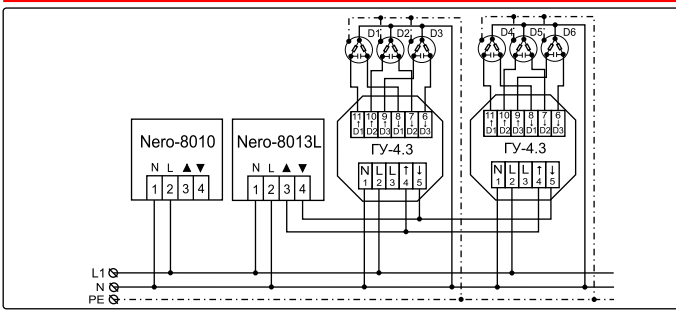 D1 D2 D3 D4 D5 D6
11 10 9 8 7 6 11 10 9 8 7 6
↑ ↑ ↑ ↓ ↓ ↓ ↑ ↑ ↑ ↓ ↓ ↓
D1 D2 D3 D1 D2 D3 D1 D2 D3 D1 D2 D3
Nero-8010 Nero-8013L ГУ-4.3 ГУ-4.3
N L ▲ ▼ N L ▲ ▼ N L L ↑ ↓ N L L ↑ ↓
1 2 3 4 1 2 3 4 1 2 3 4 5 1 2 3 4 5
L1
N
PE